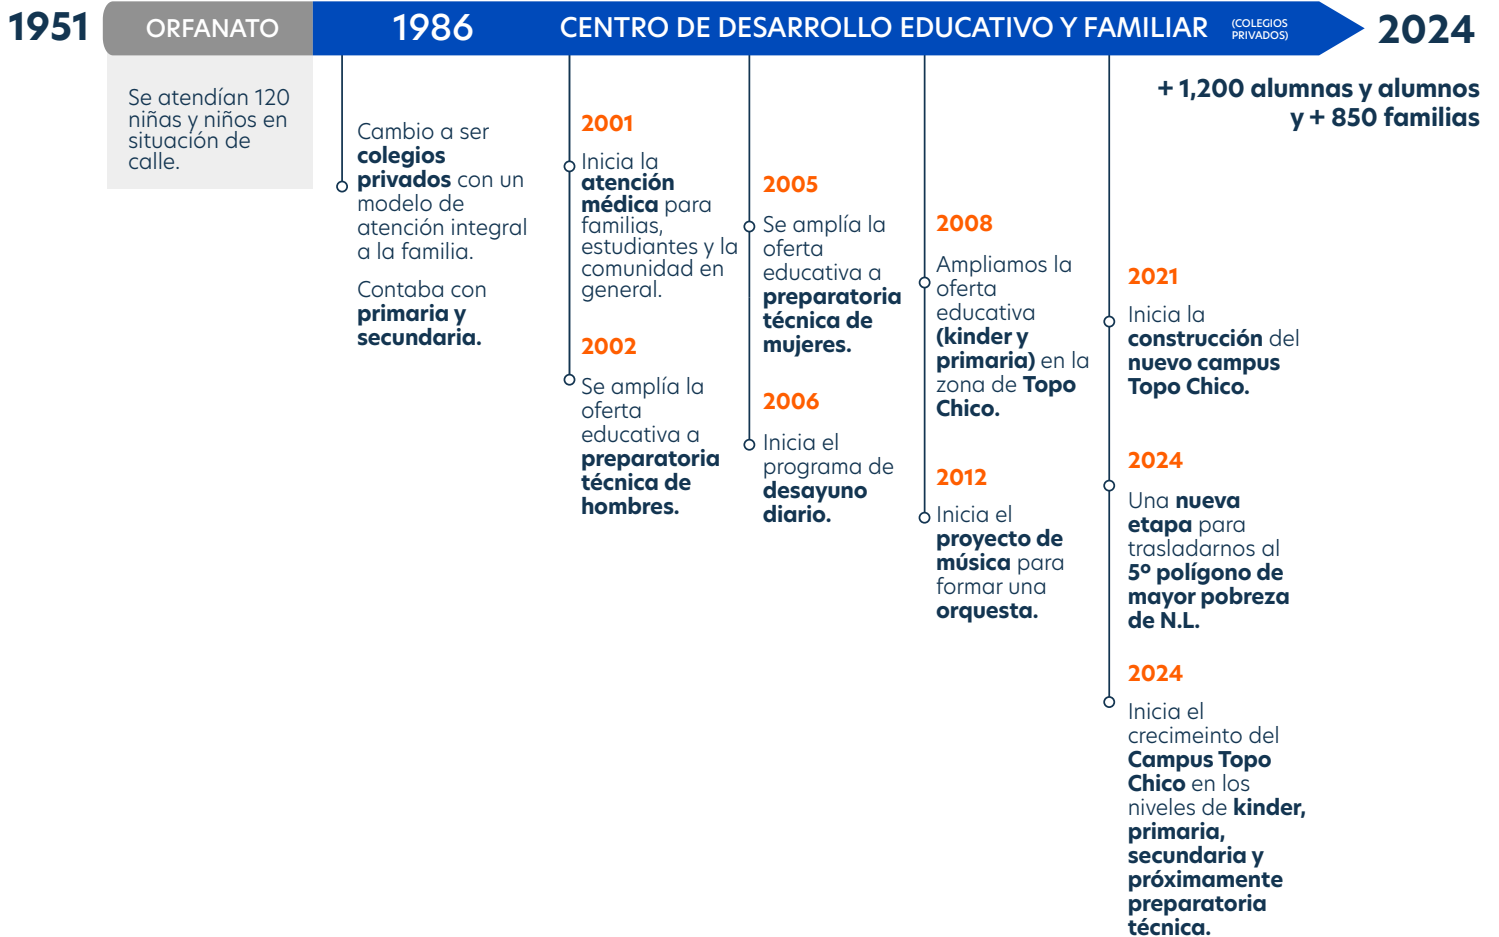 1951
ORFANATO
1986
CENTRO DE DESARROLLO EDUCATIVO Y FAMILIAR
(COLEGIOS
PRIVADOS)
2024
+ 1,200 alumnas y alumnos
y + 850 familias
Se atendían 120
niñas y niños en
situación de
calle.
Cambio a ser
colegios
privados con un
modelo de
atención integral
a la familia.
Contaba con
primaria y
secundaria.
2001
Inicia la
atención
médica para
familias,
estudiantes y la
comunidad en
general.
2002
Se amplía la
oferta
educativa a
preparatoria
técnica de
hombres.
2005
Se amplía la
oferta
educativa a
preparatoria
técnica de
mujeres.
2006
Inicia el
programa de
desayuno
diario.
2008
Ampliamos la
oferta
educativa
(kinder y
primaria) en la
zona de Topo
Chico.
2012
Inicia el
proyecto de
música para
formar una
orquesta.
2021
Inicia la
construcción del
nuevo campus
Topo Chico.
2024
Una nueva
etapa para
trasladarnos al
5º polígono de
mayor pobreza
de N.L.
2024
Inicia el
crecimeinto del
Campus Topo
Chico en los
niveles de kinder,
primaria,
secundaria y
próximamente
preparatoria
técnica.